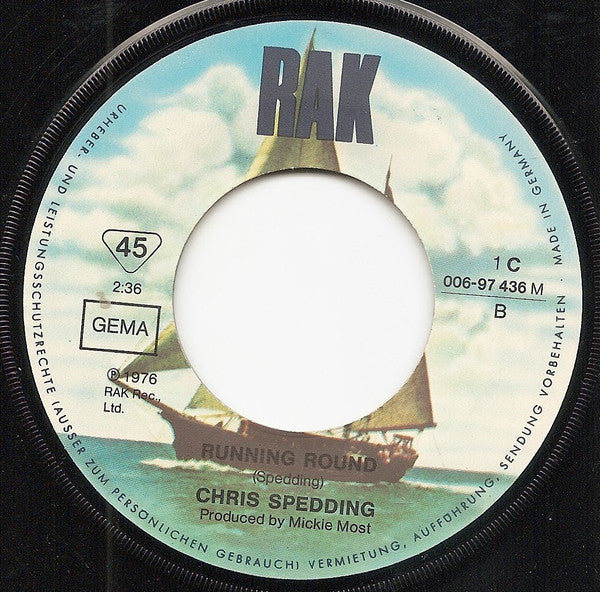 RAK
45
2:36
GEMA
℗ 1976
RAK Rec.,
Ltd.
1 C
006-97 436 M
B
RUNNING ROUND
(Spedding)
CHRIS SPEDDING
Produced by Mickie Most
URHEBER- UND LEISTUNGSSCHUTZRECHTE (AUSSER ZUM PERSÖNLICHEN GEBRAUCH) VERMIETUNG, AUFFÜHRUNG, SENDUNG VORBEHALTEN · MADE IN GERMANY